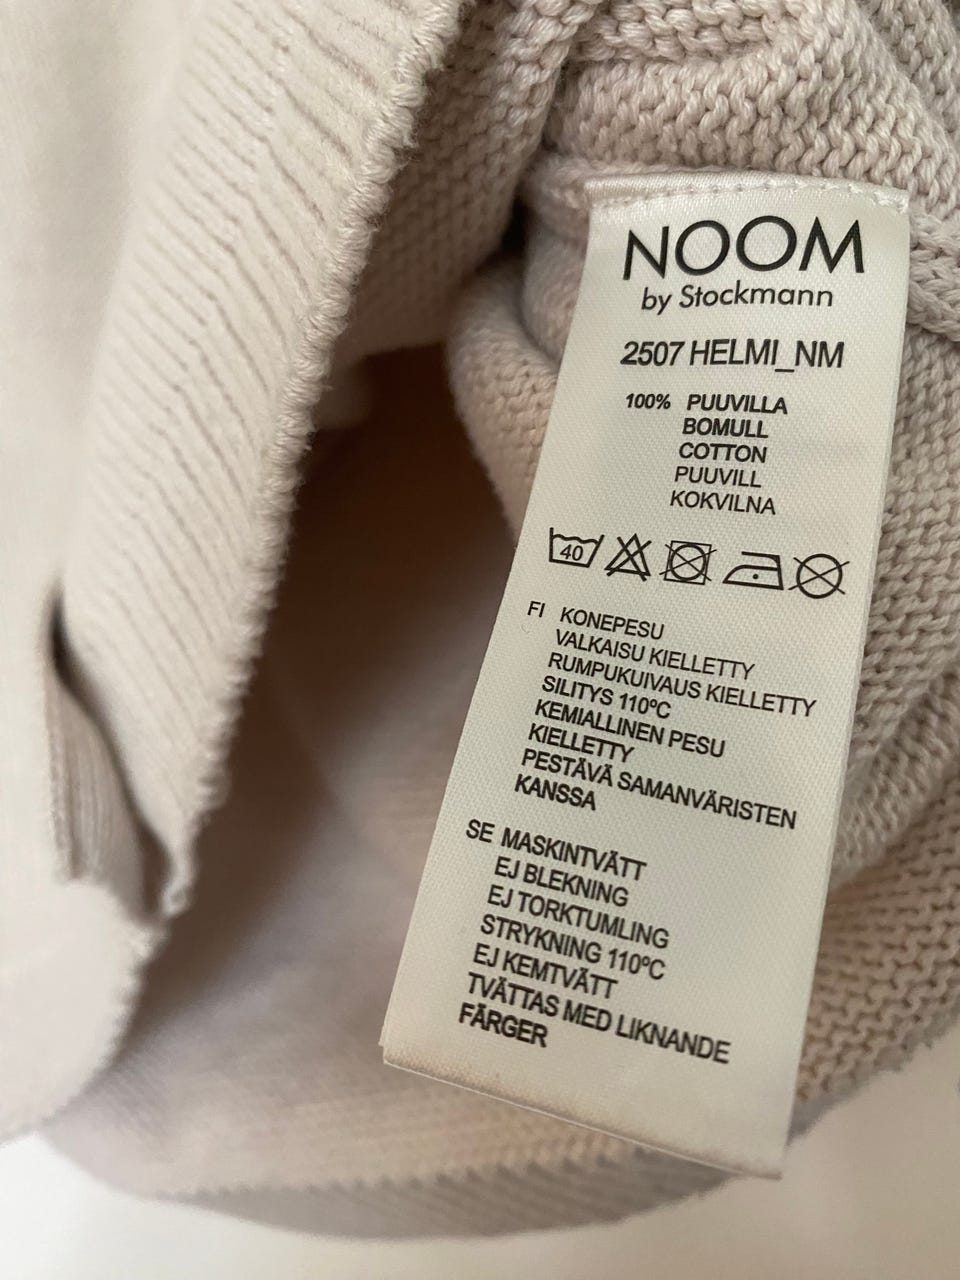 NOOM
by Stockmann
2507 HELMI_NM
100% PUUVILLA
BOMULL
COTTON
PUUVILL
KOKVILNA
40
FI KONEPESU
VALKAISU KIELLETTY
RUMPUKUIVAUS KIELLETTY
SILITYS 110ºC
KEMIALLINEN PESU
KIELLETTY
PESTÄVÄ SAMANVÄRISTEN
KANSSA
SE MASKINTVÄTT
EJ BLEKNING
EJ TORKTUMLING
STRYKNING 110ºC
EJ KEMTVÄTT
TVÄTTAS MED LIKNANDE
FÄRGER